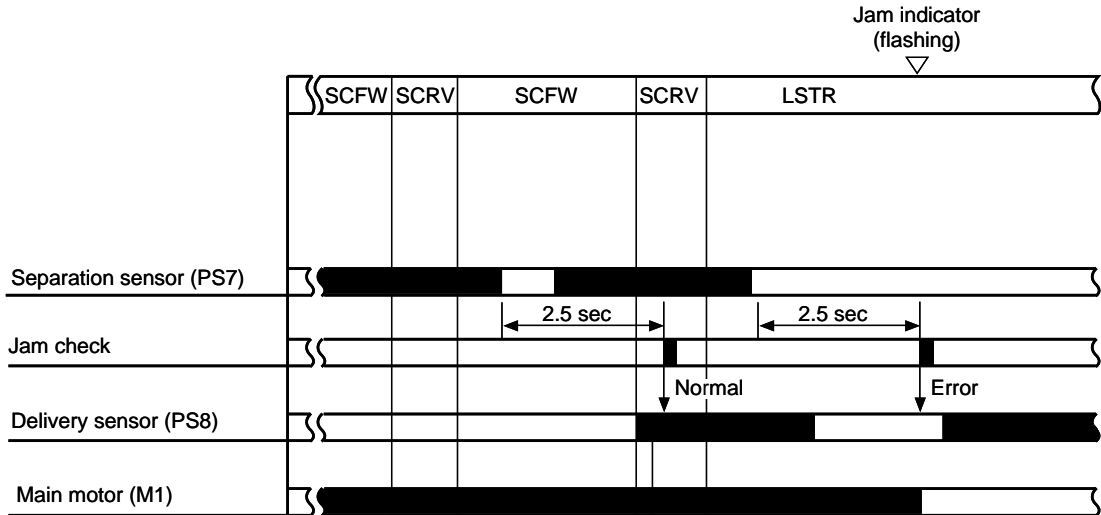 Jam indicator
(flashing)
SCFW SCRV SCFW SCRV LSTR
Separation sensor (PS7)
2.5 sec 2.5 sec
Jam check
Normal Error
Delivery sensor (PS8)
Main motor (M1)